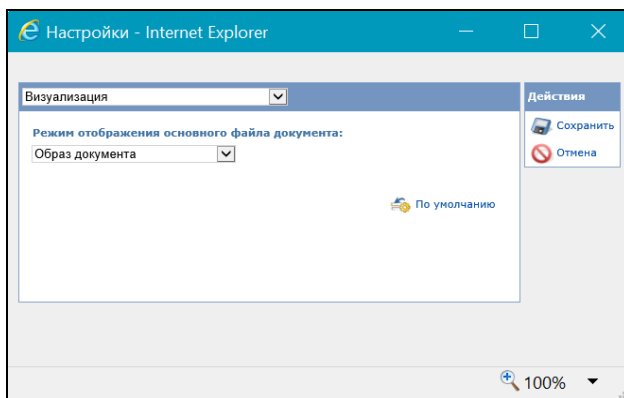 Настройки - Internet Explorer
Визуализация
Действия
Режим отображения основного файла документа:
Образ документа
Сохранить
Отмена
По умолчанию
100%